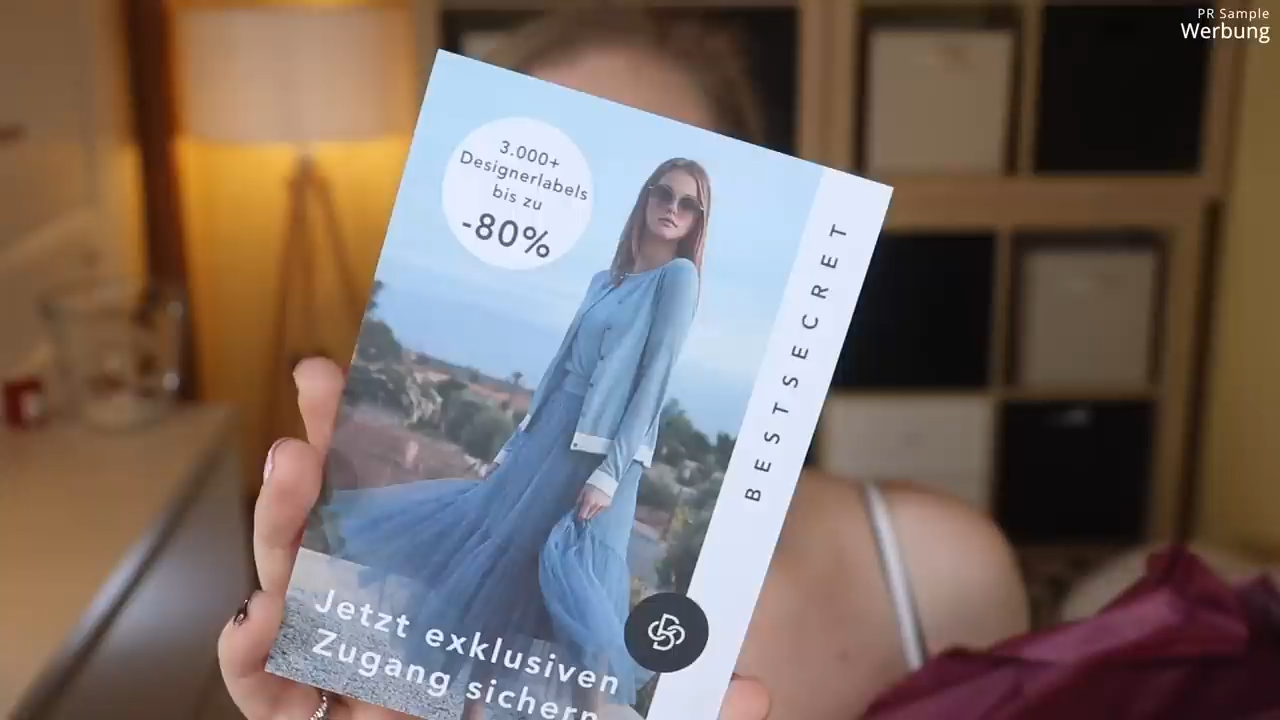 PR Sample
Werbung
3.000+
Designerlabels
bis zu
-80%
BESTSECRET
Jetzt exklusiven
Zugang sichern